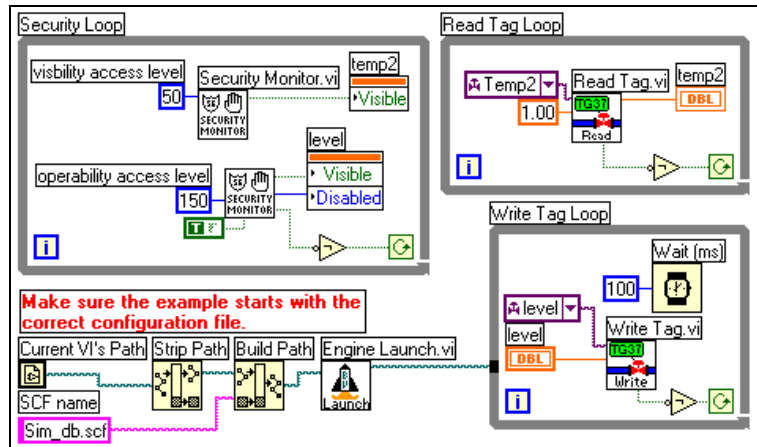 Security Loop
visbility access level
50
Security Monitor.vi
SECURITY
MONITOR
temp2
Visible
operability access level
150
T F
SECURITY
MONITOR
level
Visible
Disabled
i
Read Tag Loop
Temp2
1.00
Read Tag.vi
TG37
Read
temp2
DBL
i
Write Tag Loop
Wait (ms)
100
level
level
DBL
Write Tag.vi
TG37
Write
i
Make sure the example starts with the
correct configuration file.
Current VI's Path
Strip Path
Build Path
Engine Launch.vi
Launch
SCF name
Sim_db.scf